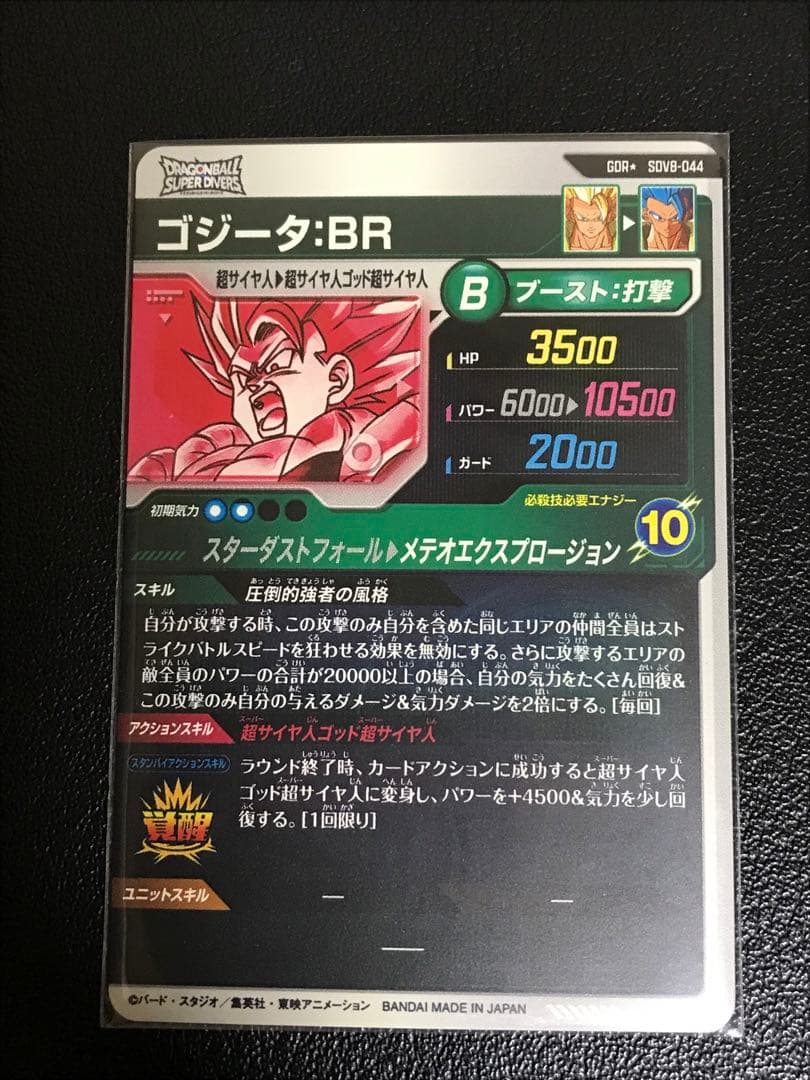 DRAGONBALL
SUPER DIVERS
GDR★ SDV8-044
ゴジータ:BR
超サイヤ人▶超サイヤ人ゴッド超サイヤ人
B ブースト:打撃
HP 3500
パワー 6000▶10500
ガード 2000
初期気力
必殺技必要エナジー
10
スターダストフォール▶メテオエクスプロージョン
スキル 圧倒的強者の風格
自分が攻撃する時、この攻撃のみ自分を含めた同じエリアの仲間全員はスト
ライクバトルスピードを狂わせる効果を無効にする。さらに攻撃するエリアの
敵全員のパワーの合計が20000以上の場合、自分の気力をたくさん回復&
この攻撃のみ自分の与えるダメージ&気力ダメージを2倍にする。[毎回]
アクションスキル 超サイヤ人ゴッド超サイヤ人
スタンバイアクションスキル
覚醒
ラウンド終了時、カードアクションに成功すると超サイヤ人
ゴッド超サイヤ人に変身し、パワーを+4500&気力を少し回
復する。[1回限り]
ユニットスキル — —
—
©バード・スタジオ/集英社・東映アニメーション BANDAI MADE IN JAPAN